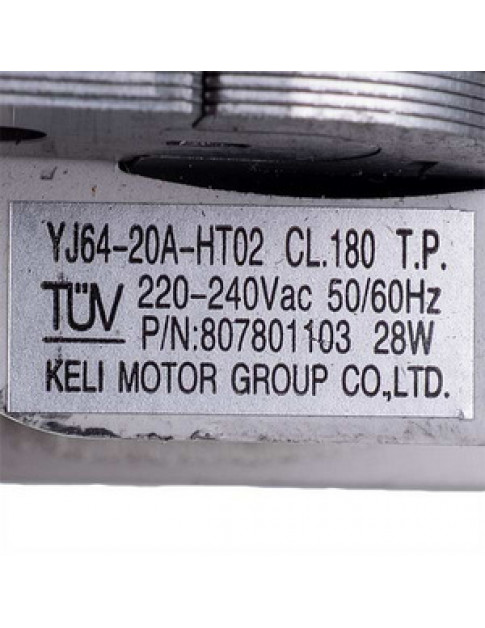 YJ64-20A-HT02 CL.180 T.P.
TÜV 220-240Vac 50/60Hz
P/N:807801103 28W
KELI MOTOR GROUP CO.,LTD.